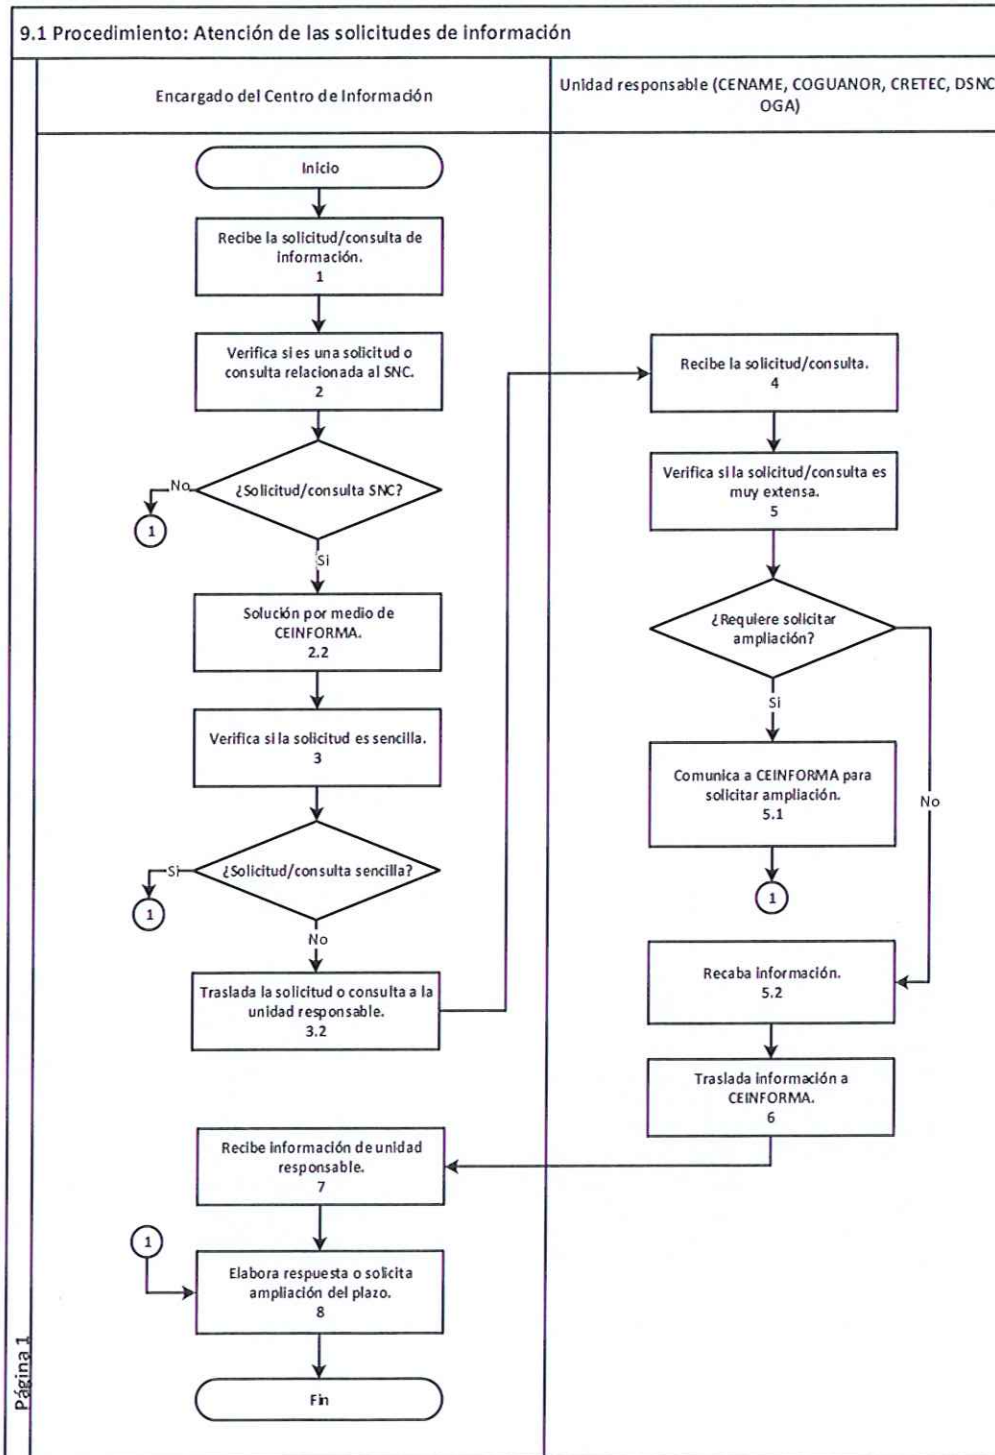 9.1 Procedimiento: Atención de las solicitudes de información
Encargado del Centro de Información
Unidad responsable (CENAME, COGUANOR, CRETEC, DSNC
OGA)
Inicio
Recibe la solicitud/consulta de
información.
1
Verifica si es una solicitud o
consulta relacionada al SNC.
2
¿Solicitud/consulta SNC?
No
1
Si
Solución por medio de
CEINFORMA.
2.2
Verifica si la solicitud es sencilla.
3
¿Solicitud/consulta sencilla?
Si
1
No
Traslada la solicitud o consulta a la
unidad responsable.
3.2
Recibe la solicitud/consulta.
4
Verifica si la solicitud/consulta es
muy extensa.
5
¿Requiere solicitar
ampliación?
Si
No
Comunica a CEINFORMA para
solicitar ampliación.
5.1
1
Recaba información.
5.2
Traslada información a
CEINFORMA.
6
Recibe información de unidad
responsable.
7
1
Elabora respuesta o solicita
ampliación del plazo.
8
Fin
Página 1